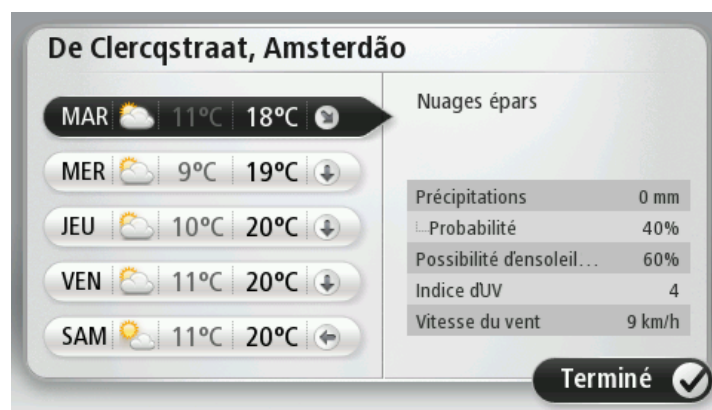 De Clercqstraat, Amsterdão
MAR 11°C 18°C
MER 9°C 19°C
JEU 10°C 20°C
VEN 11°C 20°C
SAM 11°C 20°C
Nuages épars
Précipitations 0 mm
Probabilité 40%
Possibilité d'ensoleil... 60%
Indice d'UV 4
Vitesse du vent 9 km/h
Terminé